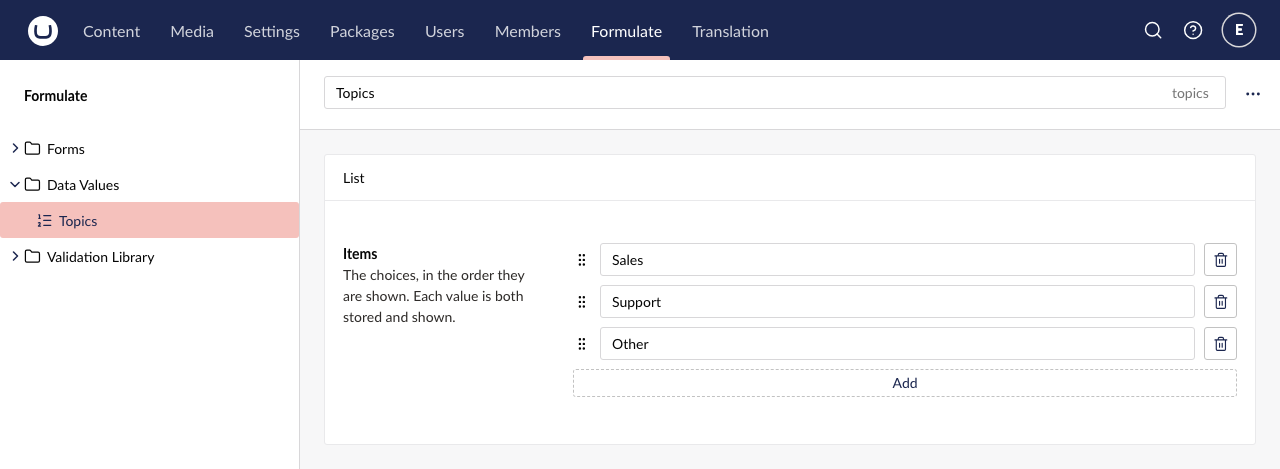 Content Media Settings Packages Users Members Formulate Translation E
Formulate
Forms
Data Values
Topics
Validation Library
Topics topics
List
Items
The choices, in the order they
are shown. Each value is both
stored and shown.
Sales
Support
Other
Add